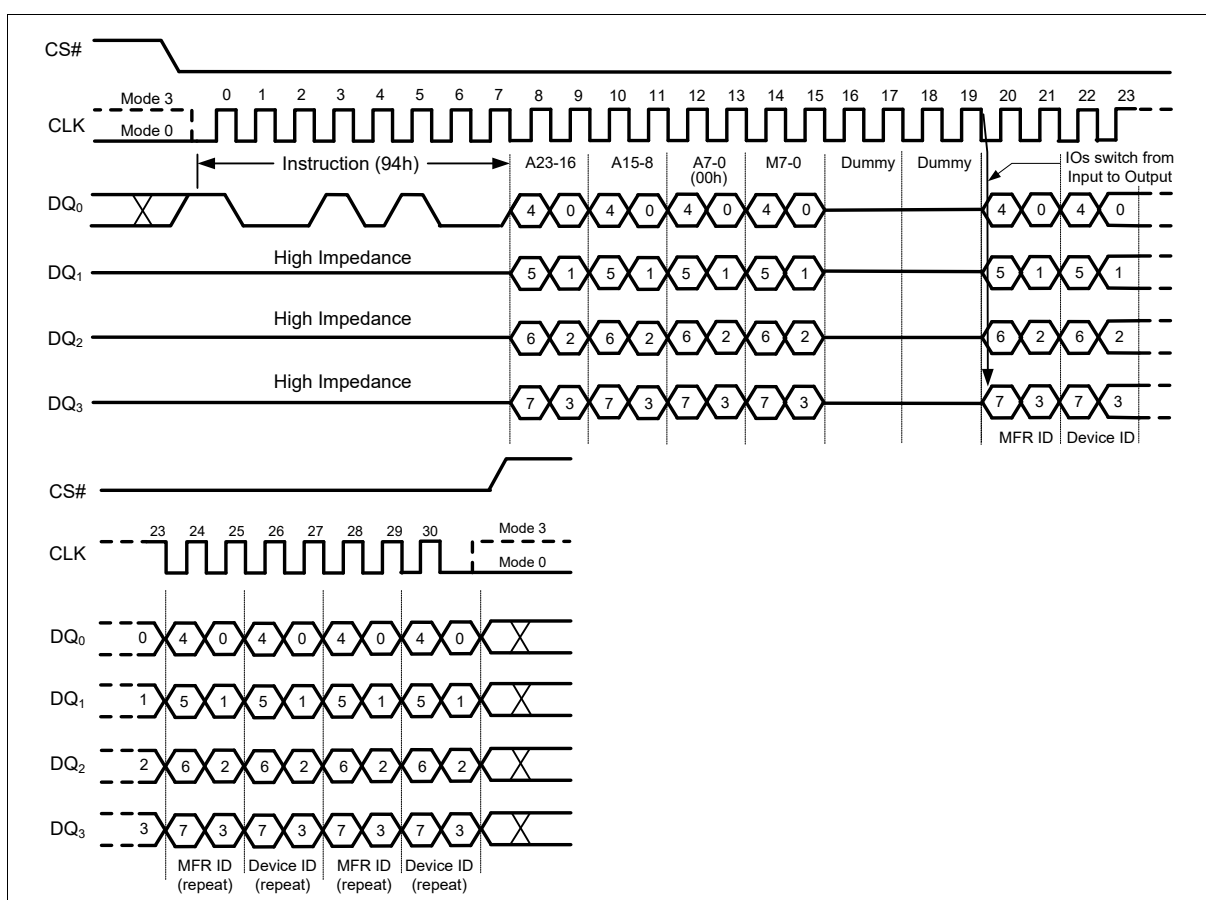 CS#
Mode 3
0 1 2 3 4 5 6 7 8 9 10 11 12 13 14 15 16 17 18 19 20 21 22 23
CLK
Mode 0
Instruction (94h) A23-16 A15-8 A7-0 M7-0 Dummy Dummy IOs switch from
(00h) Input to Output
DQ0 4 0 4 0 4 0 4 0 4 0 4 0
High Impedance
DQ1 5 1 5 1 5 1 5 1 5 1 5 1
High Impedance
DQ2 6 2 6 2 6 2 6 2 6 2 6 2
High Impedance
DQ3 7 3 7 3 7 3 7 3 7 3 7 3
MFR ID Device ID
CS#
23 24 25 26 27 28 29 30 Mode 3
CLK
Mode 0
DQ0 0 4 0 4 0 4 0 4 0
DQ1 1 5 1 5 1 5 1 5 1
DQ2 2 6 2 6 2 6 2 6 2
DQ3 3 7 3 7 3 7 3 7 3
MFR ID Device ID MFR ID Device ID
(repeat) (repeat) (repeat) (repeat)